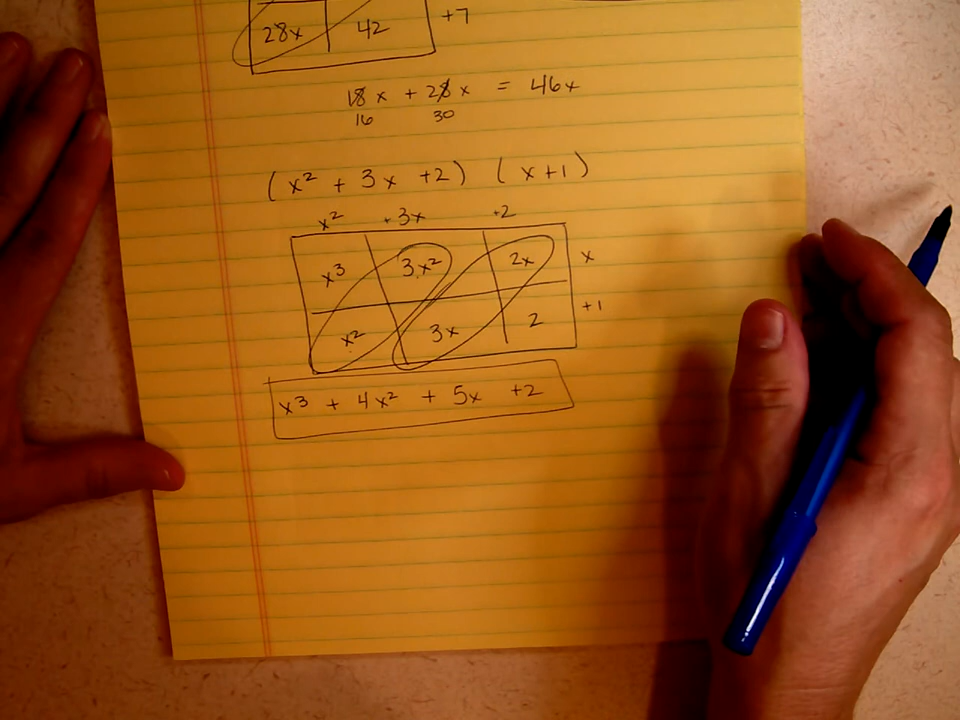 28x 42 +7
18x + 28x = 46x
16 30
(x² + 3x +2) (x+1)
x² +3x +2
x³ 3x² 2x x
x² 3x 2 +1
x³ + 4x² + 5x +2